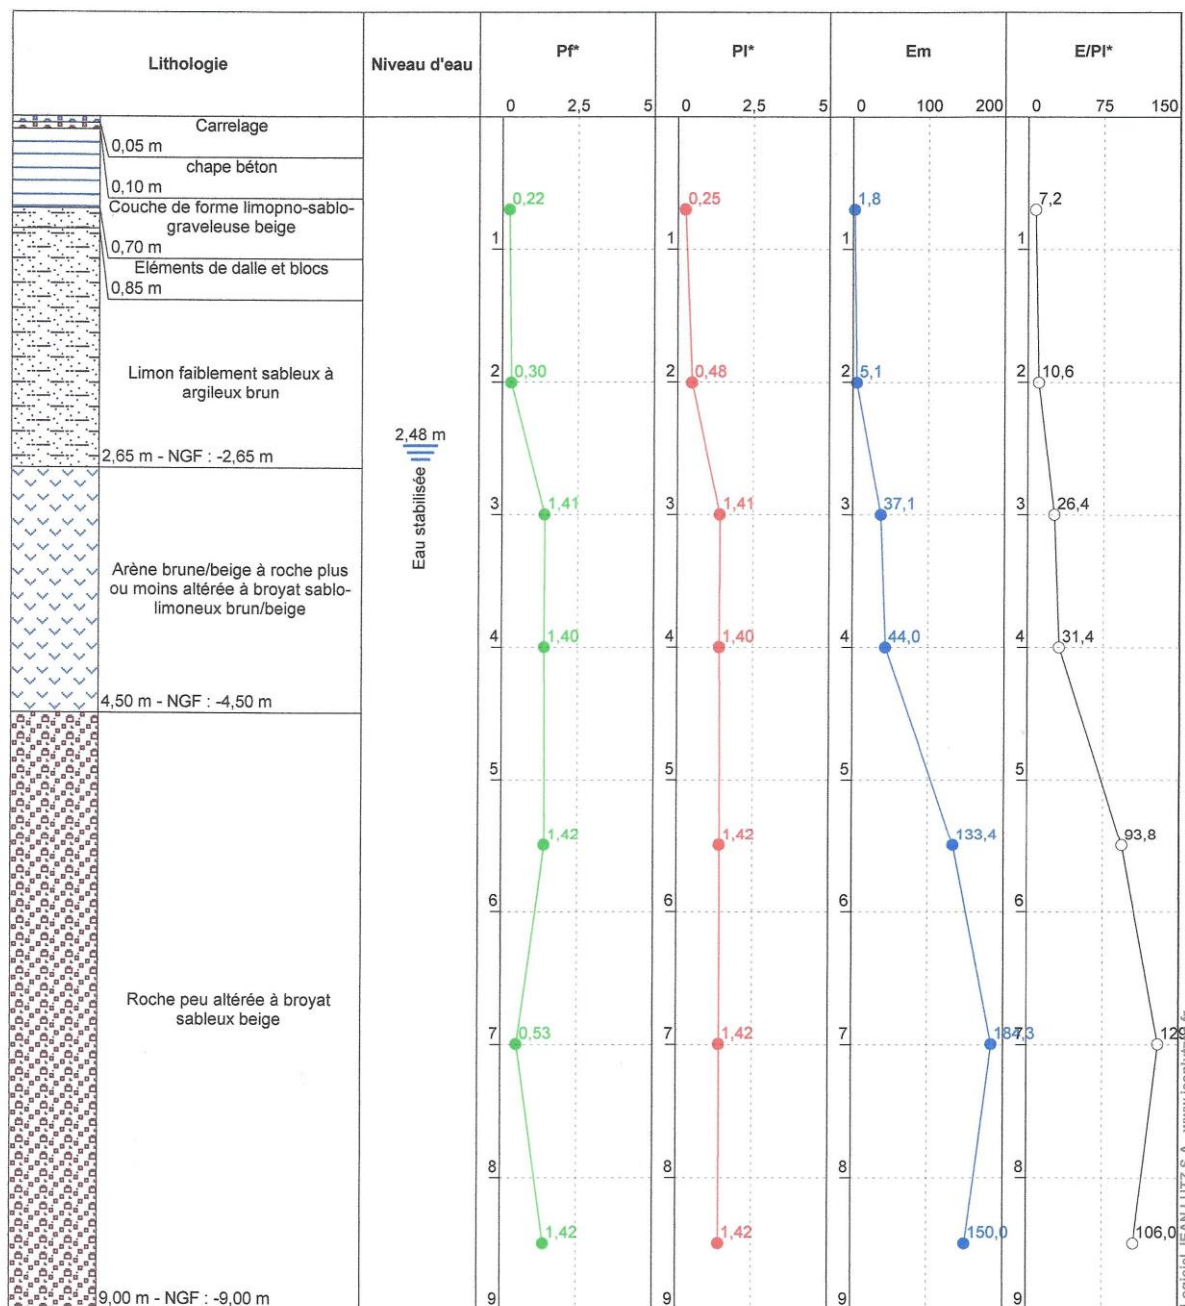 Lithologie
Niveau d'eau
Pf*
Pl*
Em
E/Pl*
0 2,5 5
0 2,5 5
0 100 200
0 75 150
Carrelage
0,05 m
chape béton
0,10 m
Couche de forme limopno-sablo-
graveleuse beige
0,70 m
Eléments de dalle et blocs
0,85 m
Limon faiblement sableux à
argileux brun
2,65 m - NGF : -2,65 m
Arène brune/beige à roche plus
ou moins altérée à broyat sablo-
limoneux brun/beige
4,50 m - NGF : -4,50 m
Roche peu altérée à broyat
sableux beige
9,00 m - NGF : -9,00 m
2,48 m
Eau stabilisée
0,22
1
2
0,30
3
1,41
4
1,40
5
1,42
6
7
0,53
8
1,42
9
0,25
1
2
0,48
3
1,41
4
1,40
5
1,42
6
7
1,42
8
1,42
9
1,8
1
2
5,1
3
37,1
4
44,0
5
133,4
6
7
184,3
8
150,0
9
7,2
1
2
10,6
3
26,4
4
31,4
5
93,8
6
7
129
8
106,0
9
Logiciel JEAN LUTZ S.A